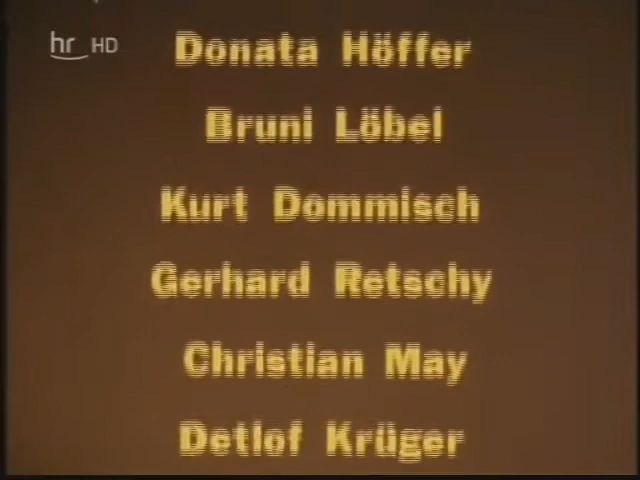 hr HD
Donata Höffer
Bruni Löbel
Kurt Dommisch
Gerhard Retschy
Christian May
Detlof Krüger